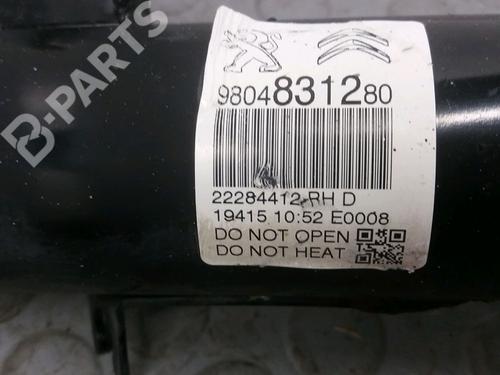 B-PARTS
9804831280
22284412-RH D
19415 10:52 E0008
DO NOT OPEN
DO NOT HEAT